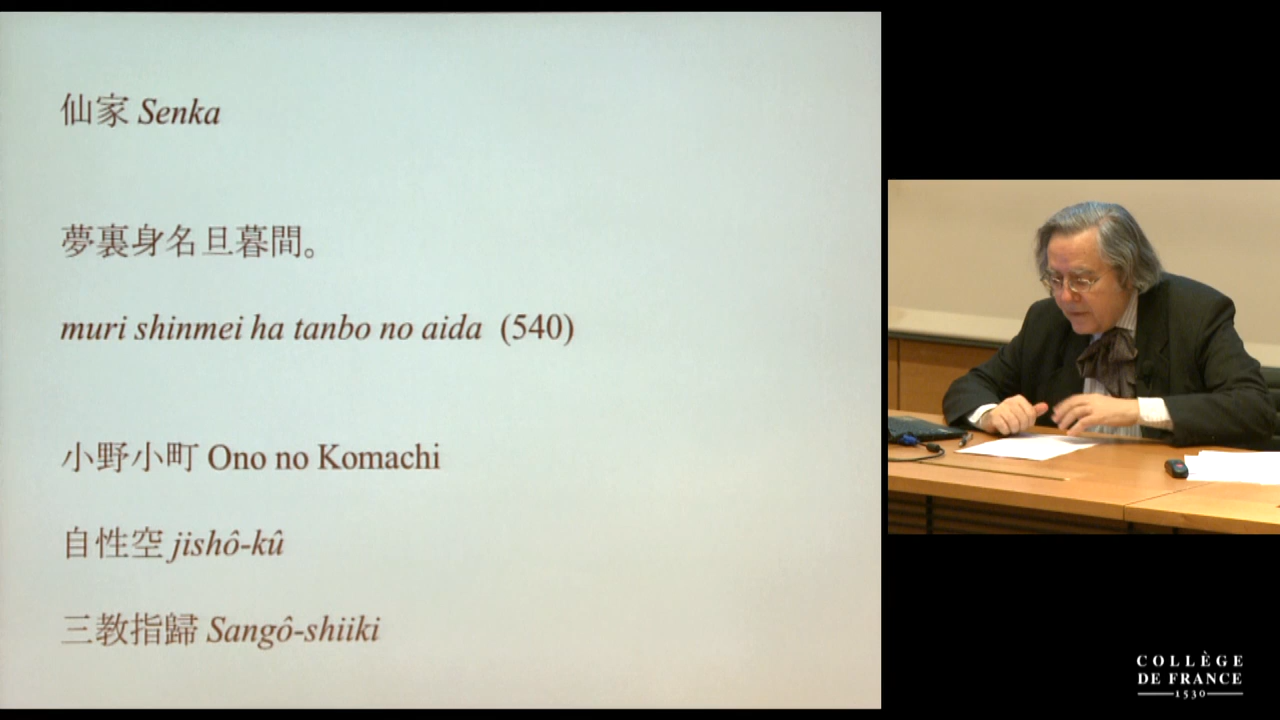 仙家 Senka
夢裏身名旦暮間。
muri shinmei ha tanbo no aida (540)
小野小町 Ono no Komachi
自性空 jishô-kû
三教指歸 Sangô-shiiki
COLLÈGE
DE FRANCE
1530